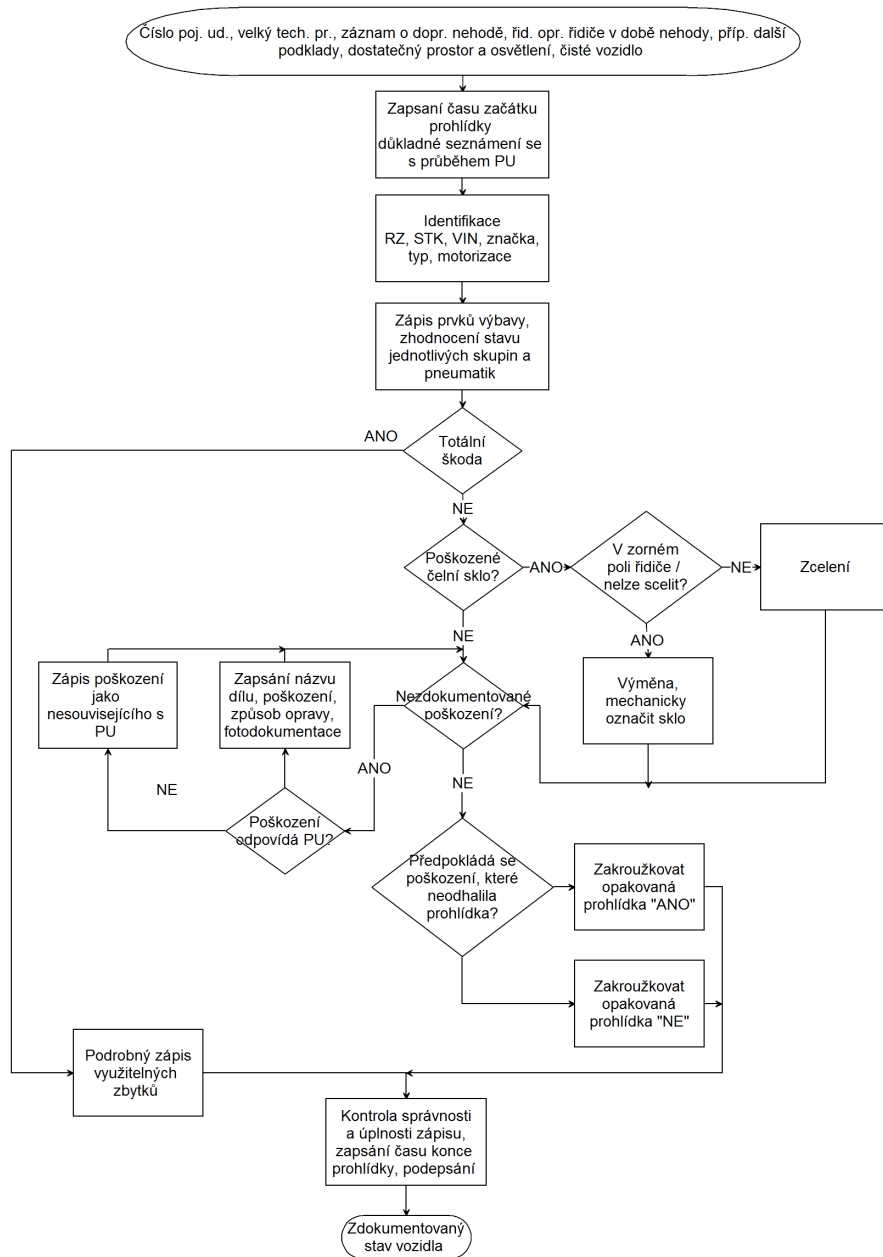 Číslo poj. ud., velký tech. pr., záznam o dopr. nehodě, řid. opr. řidiče v době nehody, příp. další
podklady, dostatečný prostor a osvětlení, čisté vozidlo
Zapsaní času začátku
prohlídky
důkladné seznámení se
s průběhem PU
Identifikace
RZ, STK, VIN, značka,
typ, motorizace
Zápis prvků výbavy,
zhodnocení stavu
jednotlivých skupin a
pneumatik
ANO
Totální
škoda
NE
Poškozené
čelní sklo?
ANO
V zorném
poli řidiče /
nelze scelit?
NE
Zcelení
NE
ANO
Zápis poškození
jako
nesouvisejícího s
PU
Zapsání názvu
dílu, poškození,
způsob opravy,
fotodokumentace
Nezdokumentované
poškození?
Výměna,
mechanicky
označit sklo
ANO
NE
NE
Poškození
odpovídá PU?
Předpokládá se
poškození, které
neodhalila
prohlídka?
Zakroužkovat
opakovaná
prohlídka "ANO"
Zakroužkovat
opakovaná
prohlídka "NE"
Podrobný zápis
využitelných
zbytků
Kontrola správnosti
a úplnosti zápisu,
zapsání času konce
prohlídky, podepsání
Zdokumentovaný
stav vozidla